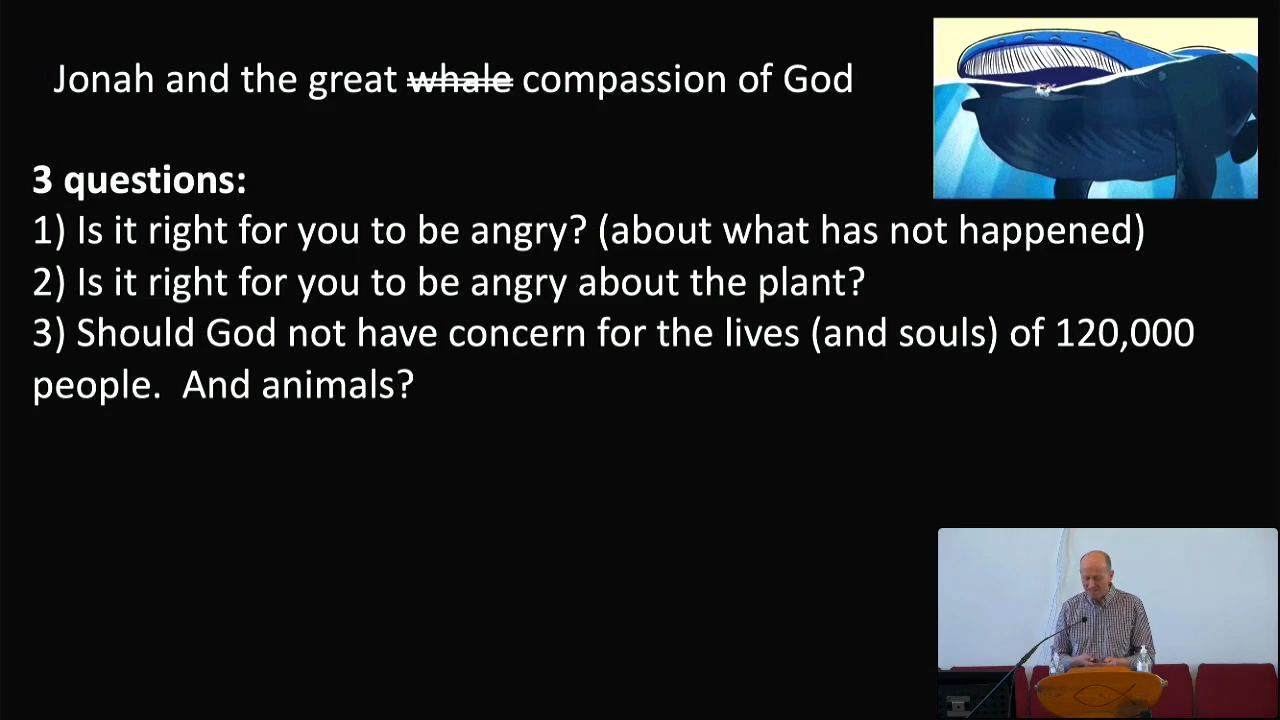 Jonah and the great whale compassion of God
3 questions:
1) Is it right for you to be angry? (about what has not happened)
2) Is it right for you to be angry about the plant?
3) Should God not have concern for the lives (and souls) of 120,000
people.  And animals?